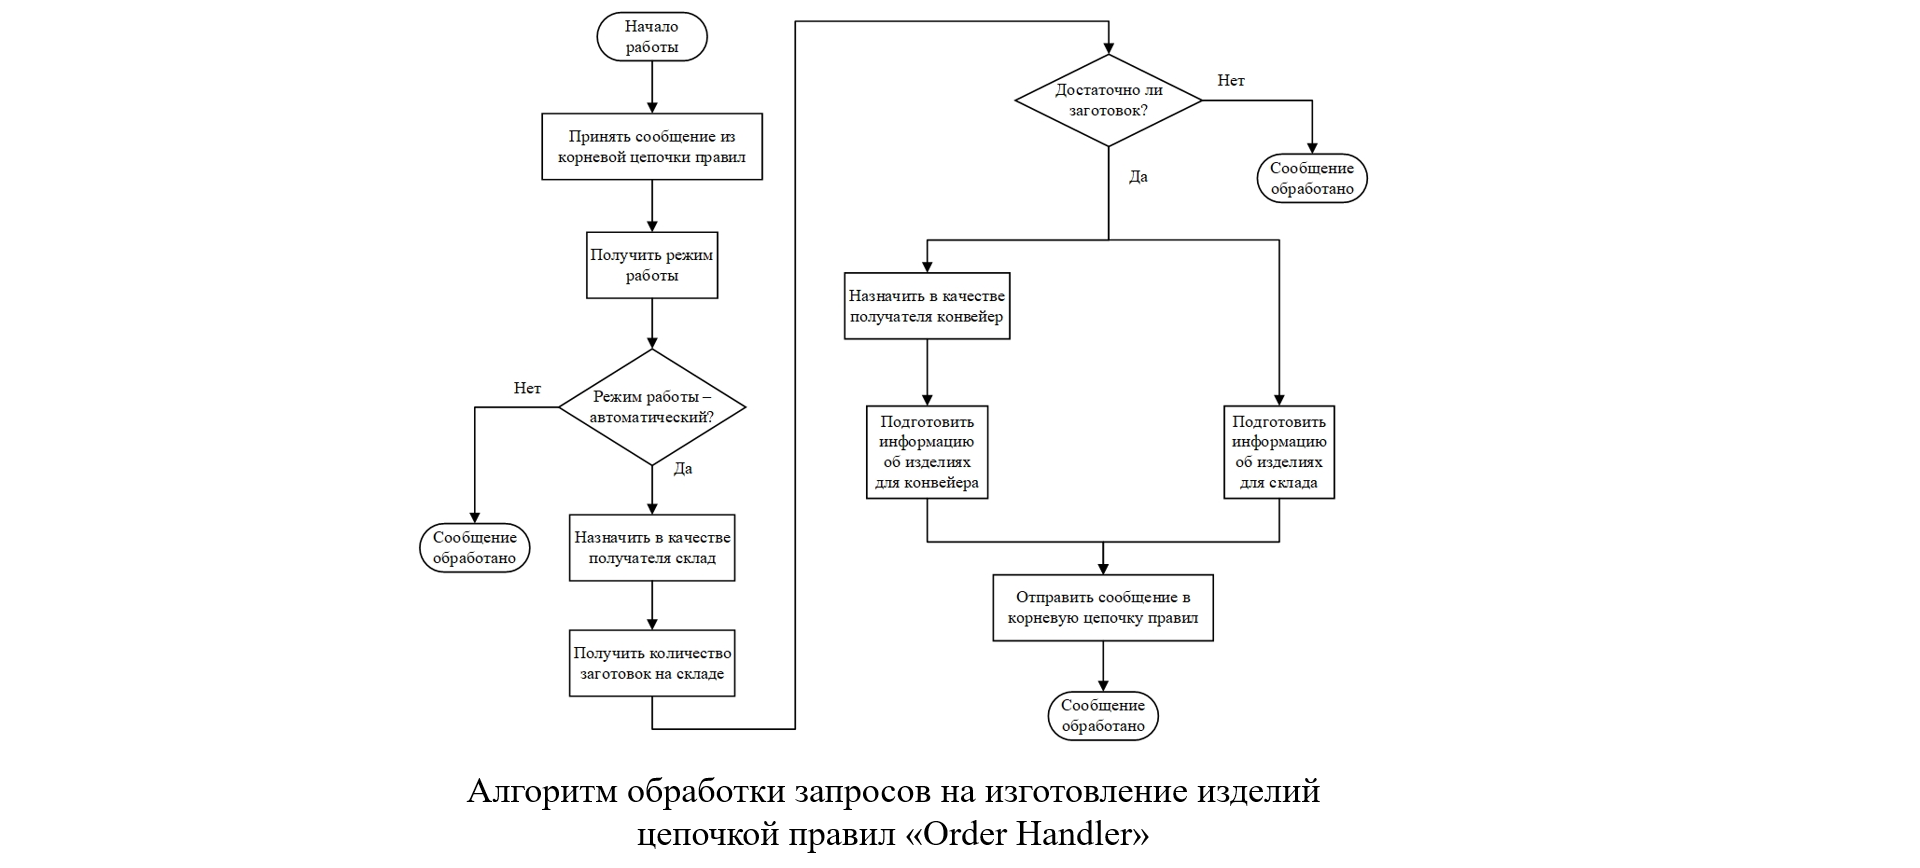 Начало
работы
Принять сообщение из
корневой цепочки правил
Получить режим
работы
Режим работы –
автоматический?
Нет
Да
Сообщение
обработано
Назначить в качестве
получателя склад
Получить количество
заготовок на складе
Достаточно ли
заготовок?
Нет
Сообщение
обработано
Да
Назначить в качестве
получателя конвейер
Подготовить
информацию
об изделиях
для конвейера
Подготовить
информацию
об изделиях
для склада
Отправить сообщение в
корневую цепочку правил
Сообщение
обработано
Алгоритм обработки запросов на изготовление изделий
цепочкой правил «Order Handler»